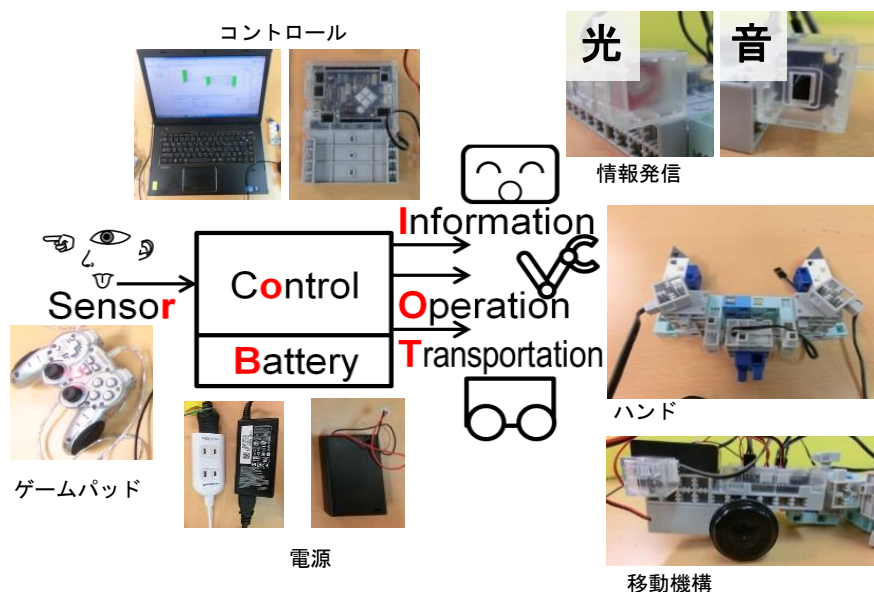 コントロール
光
音
情報発信
Information
Sensor
Control
Operation
Battery
Transportation
ハンド
ゲームパッド
電源
移動機構